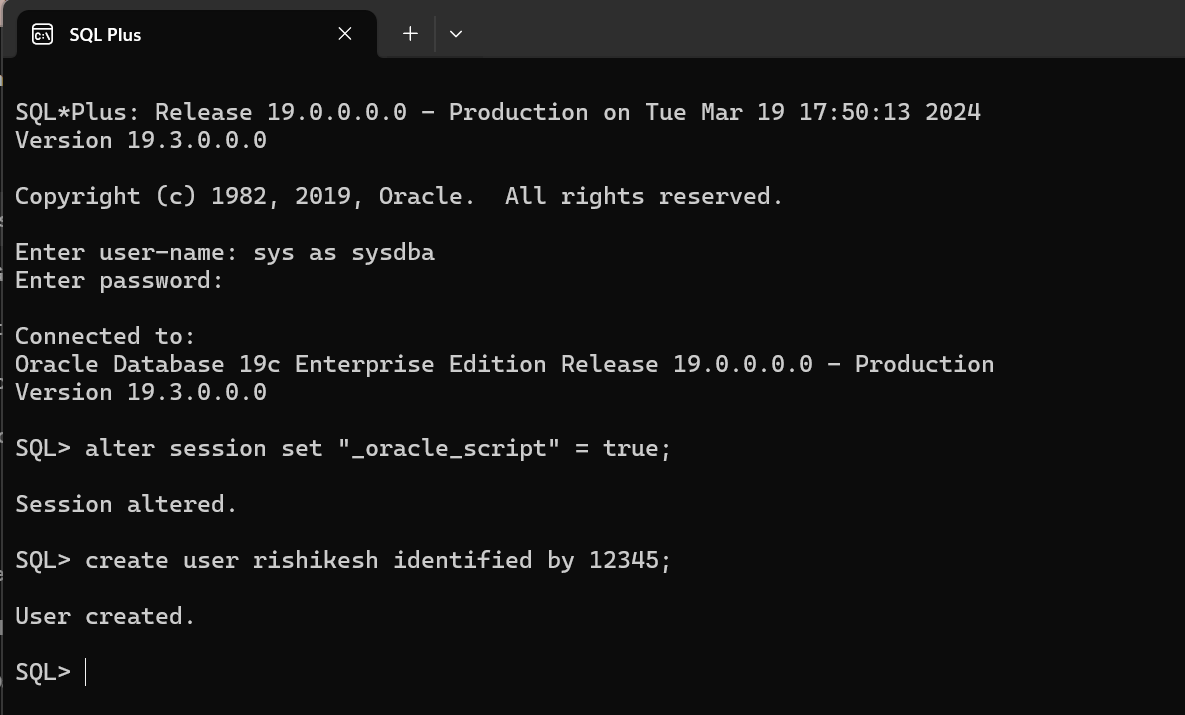 SQL Plus
SQL*Plus: Release 19.0.0.0.0 - Production on Tue Mar 19 17:50:13 2024
Version 19.3.0.0.0
Copyright (c) 1982, 2019, Oracle.  All rights reserved.
Enter user-name: sys as sysdba
Enter password:
Connected to:
Oracle Database 19c Enterprise Edition Release 19.0.0.0.0 - Production
Version 19.3.0.0.0
SQL> alter session set "_oracle_script" = true;
Session altered.
SQL> create user rishikesh identified by 12345;
User created.
SQL>